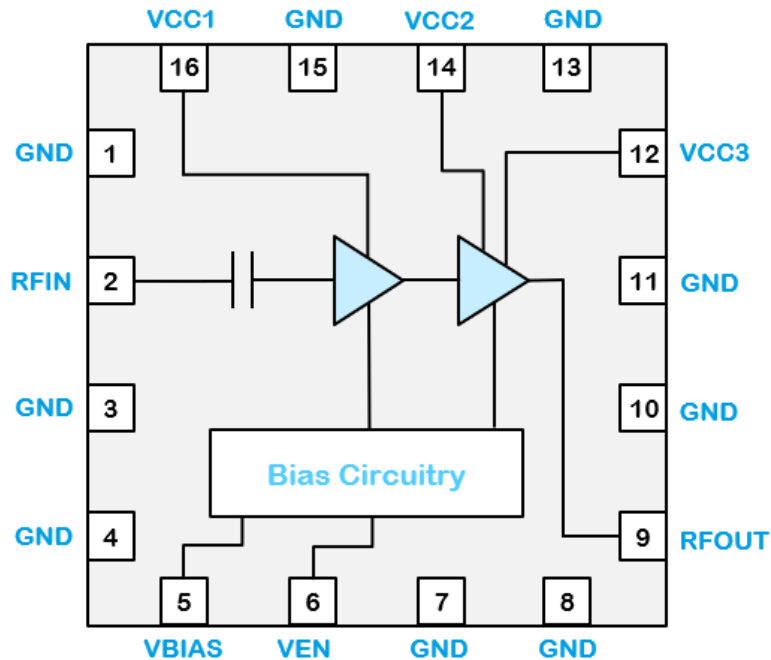 VCC1 GND VCC2 GND
16 15 14 13
GND 1 12 VCC3
RFIN 2 11 GND
GND 3 10 GND
Bias Circuitry
GND 4 9 RFOUT
5 6 7 8
VBIAS VEN GND GND